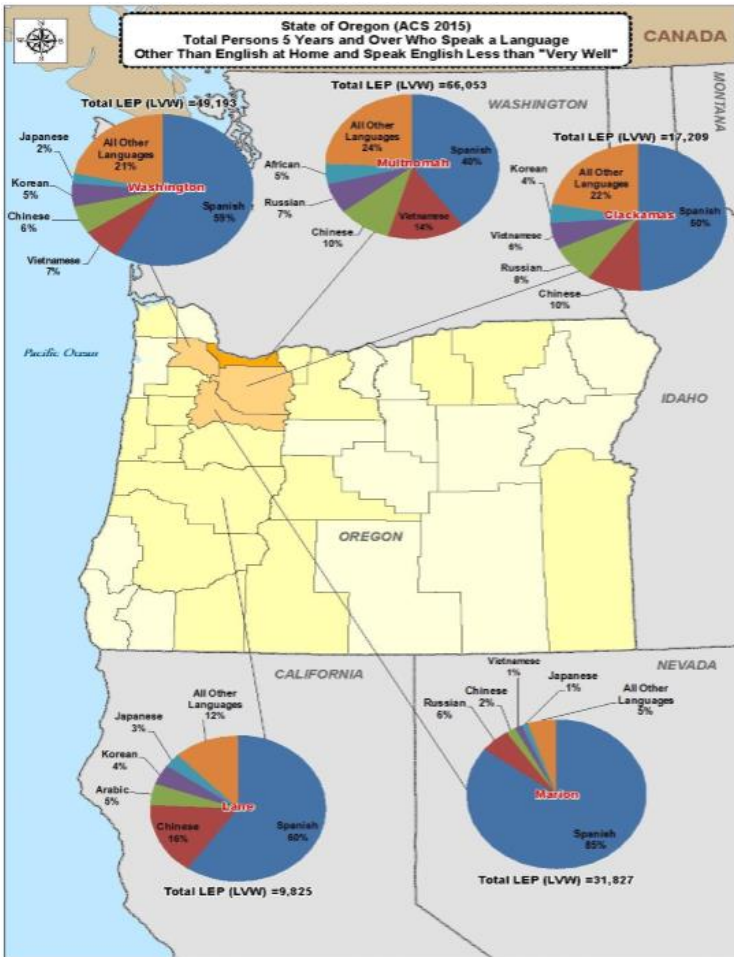 State of Oregon (ACS 2015)
Total Persons 5 Years and Over Who Speak a Language
Other Than English at Home and Speak English Less than "Very Well"
CANADA
MONTANA
WASHINGTON
Total LEP (LVW) =49,193
Japanese
2%
All Other
Languages
21%
Korean
5%
Washington
Chinese
6%
Spanish
59%
Vietnamese
7%
Total LEP (LVW) =66,053
All Other
Languages
24%
Spanish
40%
African
5%
Multnomah
Russian
7%
Vietnamese
14%
Chinese
10%
Total LEP (LVW) =17,209
All Other
Languages
22%
Korean
4%
Clackamas
Spanish
50%
Vietnamese
6%
Russian
8%
Chinese
10%
Pacific Ocean
IDAHO
OREGON
CALIFORNIA
NEVADA
All Other
Languages
12%
Japanese
3%
Korean
4%
Arabic
5%
Lane
Chinese
16%
Spanish
60%
Total LEP (LVW) =9,825
Vietnamese
1%
Chinese
2%
Japanese
1%
Russian
6%
All Other
Languages
5%
Marion
Spanish
85%
Total LEP (LVW) =31,827